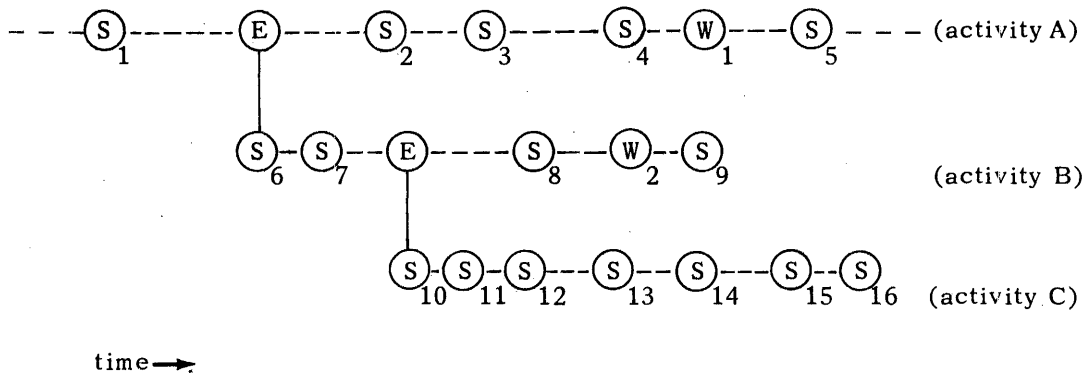 S E S S S W S (activity A)
1 2 3 4 1 5
S S E S W S (activity B)
6 7 8 2 9
S S S S S S S (activity C)
10 11 12 13 14 15 16
time